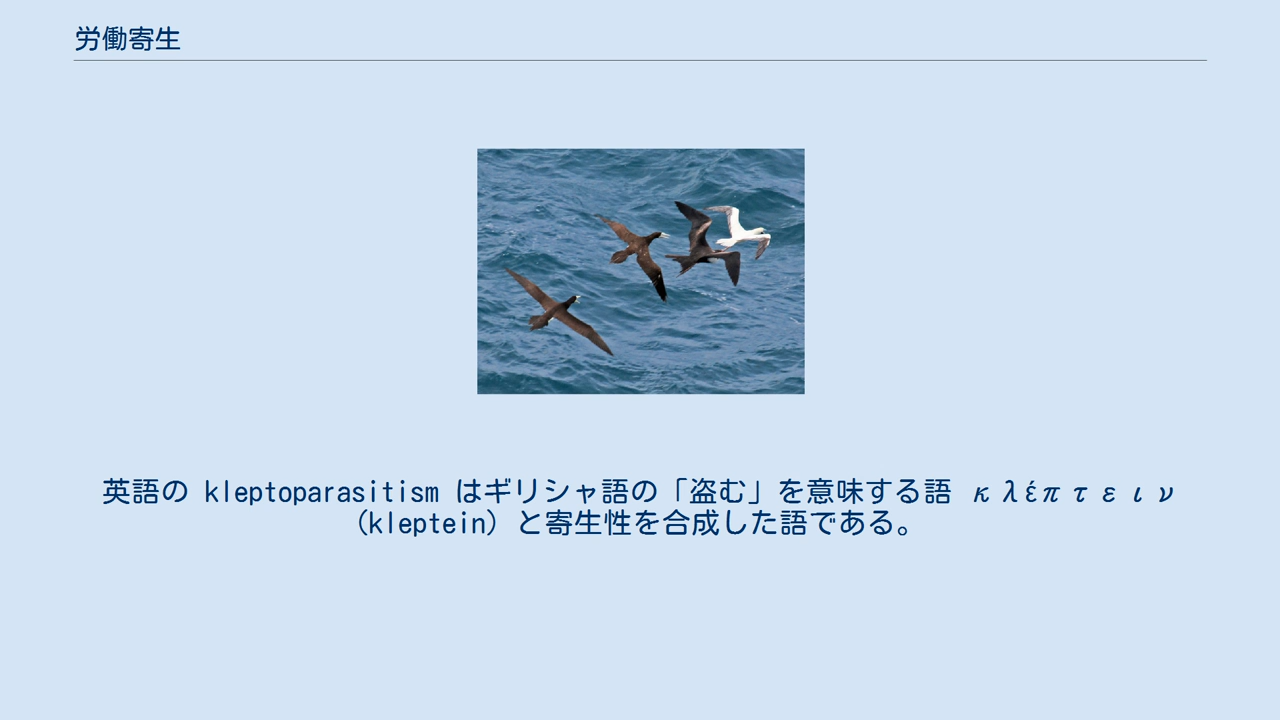 労働寄生
英語の kleptoparasitism はギリシャ語の「盗む」を意味する語 κλέπτειν
(kleptein) と寄生性を合成した語である。